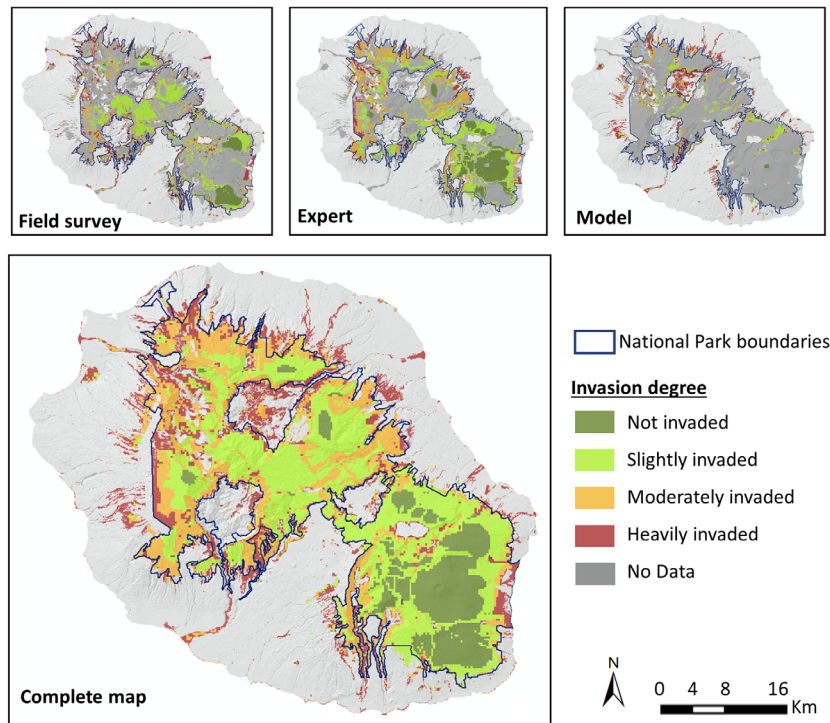 Field survey
Expert
Model
National Park boundaries
Invasion degree
Not invaded
Slightly invaded
Moderately invaded
Heavily invaded
No Data
N
0 4 8 16
Km
Complete map